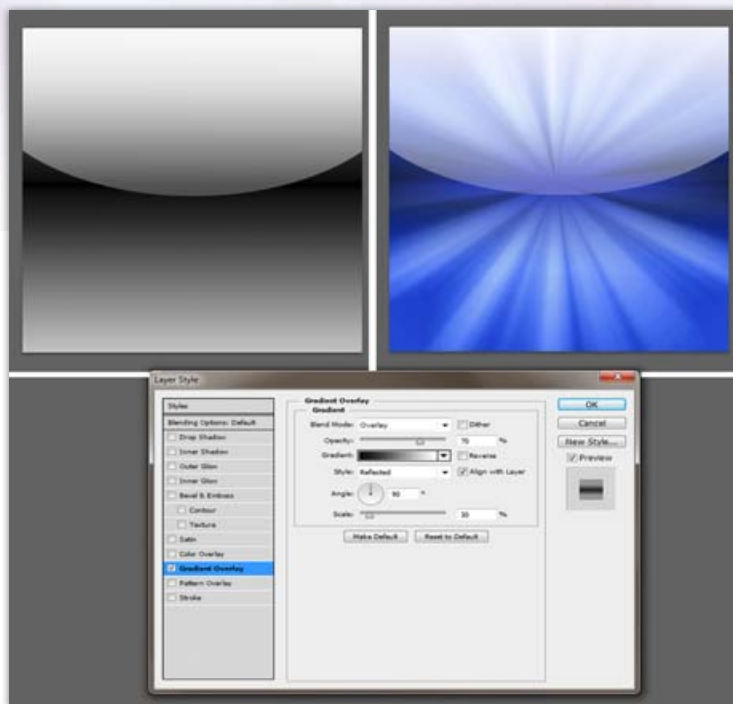 Layer Style
Styles
Blending Options: Default
Drop Shadow
Inner Shadow
Outer Glow
Inner Glow
Bevel & Emboss
Contour
Texture
Satin
Color Overlay
Gradient Overlay
Pattern Overlay
Stroke
Gradient Overlay
Gradient
Blend Mode: Overlay
Dither
Opacity: %
Gradient: Reverse
Style: Reflected
Align with Layer
Angle: 90 °
Scale: %
Make Default
Reset to Default
OK
Cancel
New Style...
Preview